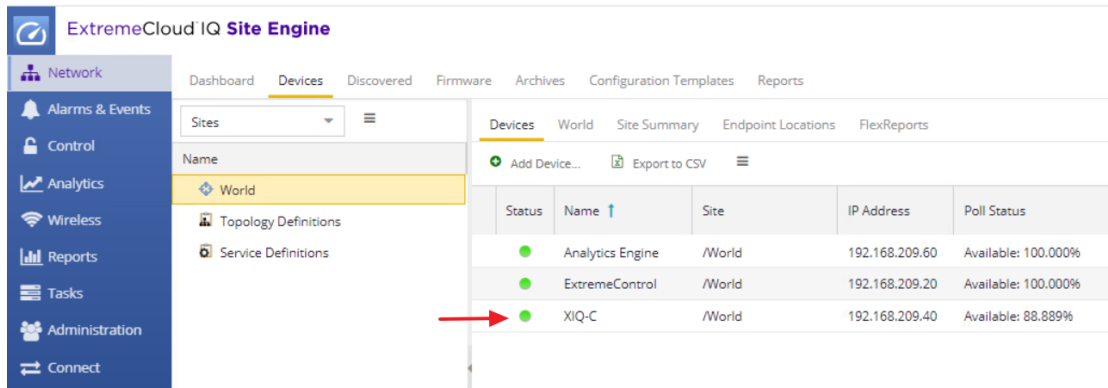 ExtremeCloud IQ Site Engine
Network
Alarms & Events
Control
Analytics
Wireless
Reports
Tasks
Administration
Connect
Dashboard Devices Discovered Firmware Archives Configuration Templates Reports
Sites
Name
World
Topology Definitions
Service Definitions
Devices World Site Summary Endpoint Locations FlexReports
Add Device... Export to CSV
Status Name Site IP Address Poll Status
Analytics Engine /World 192.168.209.60 Available: 100.000%
ExtremeControl /World 192.168.209.20 Available: 100.000%
XIQ-C /World 192.168.209.40 Available: 88.889%